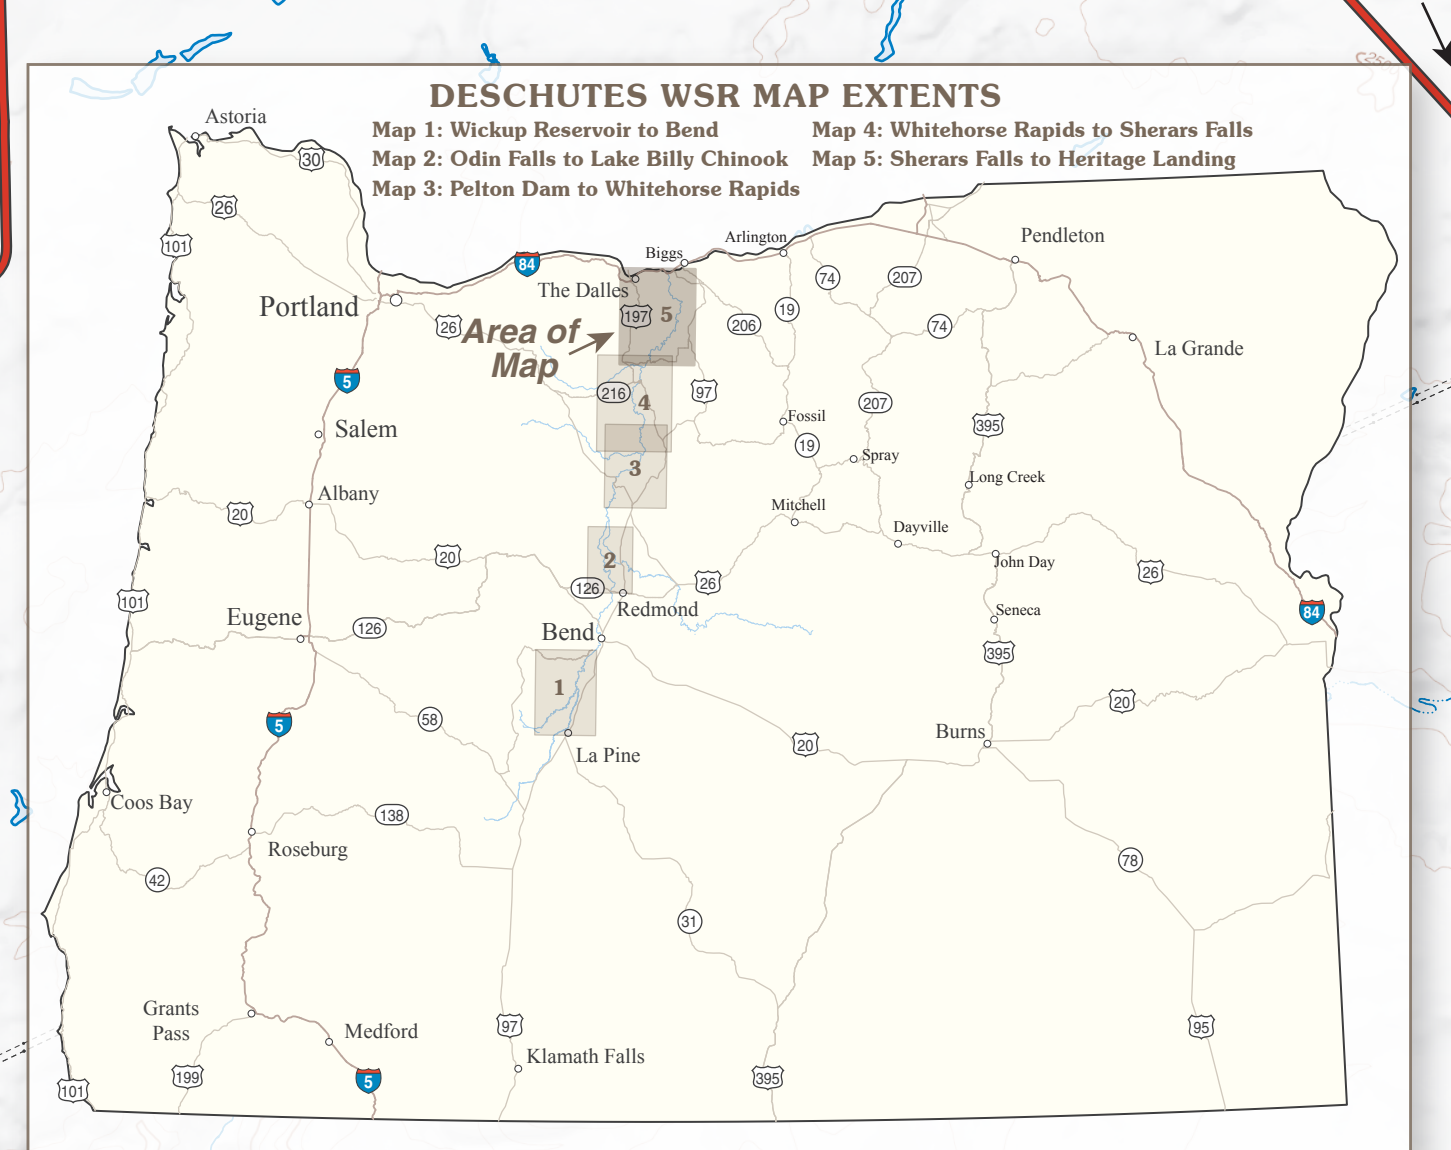 DESCHUTES WSR MAP EXTENTS
Map 1: Wickup Reservoir to Bend
Map 2: Odin Falls to Lake Billy Chinook
Map 3: Pelton Dam to Whitehorse Rapids
Map 4: Whitehorse Rapids to Sherars Falls
Map 5: Sherars Falls to Heritage Landing
Astoria
30
26
101
Arlington
Pendleton
Biggs
84
The Dalles
74
207
Portland
197
5
19
206
74
26
Area of
Map
La Grande
5
216
4
97
207
Fossil
395
Salem
19
Spray
3
Long Creek
Albany
Mitchell
20
Dayville
20
2
John Day
26
126
26
101
Redmond
Seneca
84
Eugene
126
Bend
395
1
20
58
5
20
Burns
La Pine
Coos Bay
138
Roseburg
78
42
31
Grants
Pass
97
95
Medford
Klamath Falls
199
5
395
101